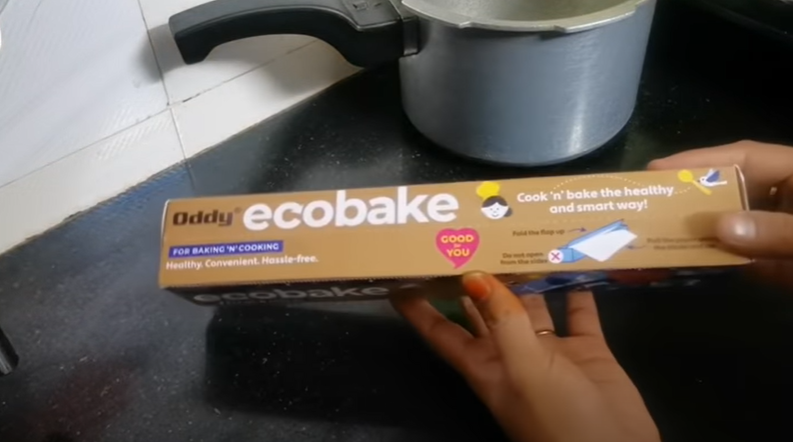 Oddy® ecobake
FOR BAKING 'N' COOKING
Healthy. Convenient. Hassle-free.
GOOD
for
YOU
Cook 'n' bake the healthy
and smart way!
Fold the flap up
Do not open
from the sides
ecobake